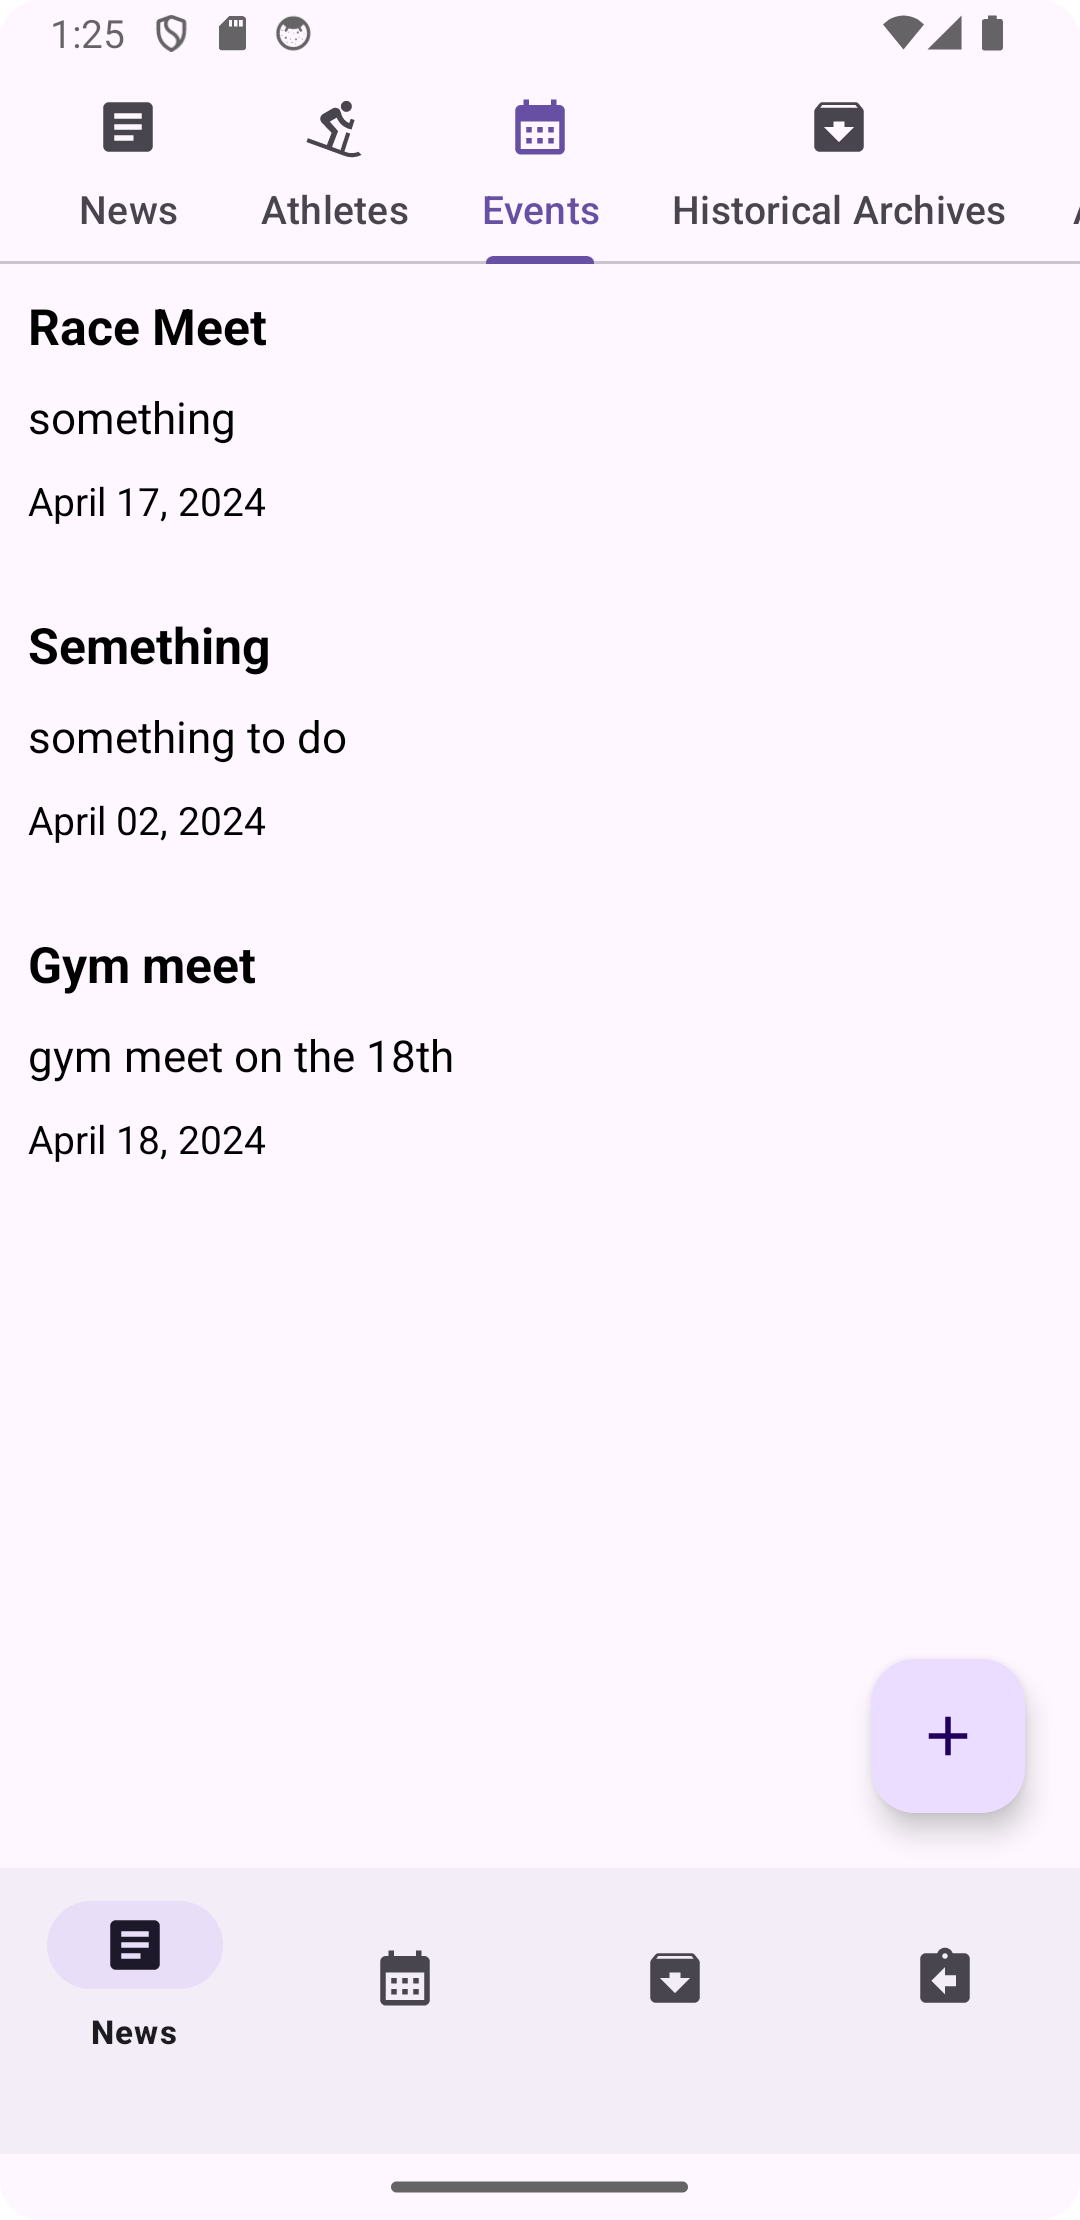 1:25
News
Athletes
Events
Historical Archives
Race Meet
something
April 17, 2024
Semething
something to do
April 02, 2024
Gym meet
gym meet on the 18th
April 18, 2024
News